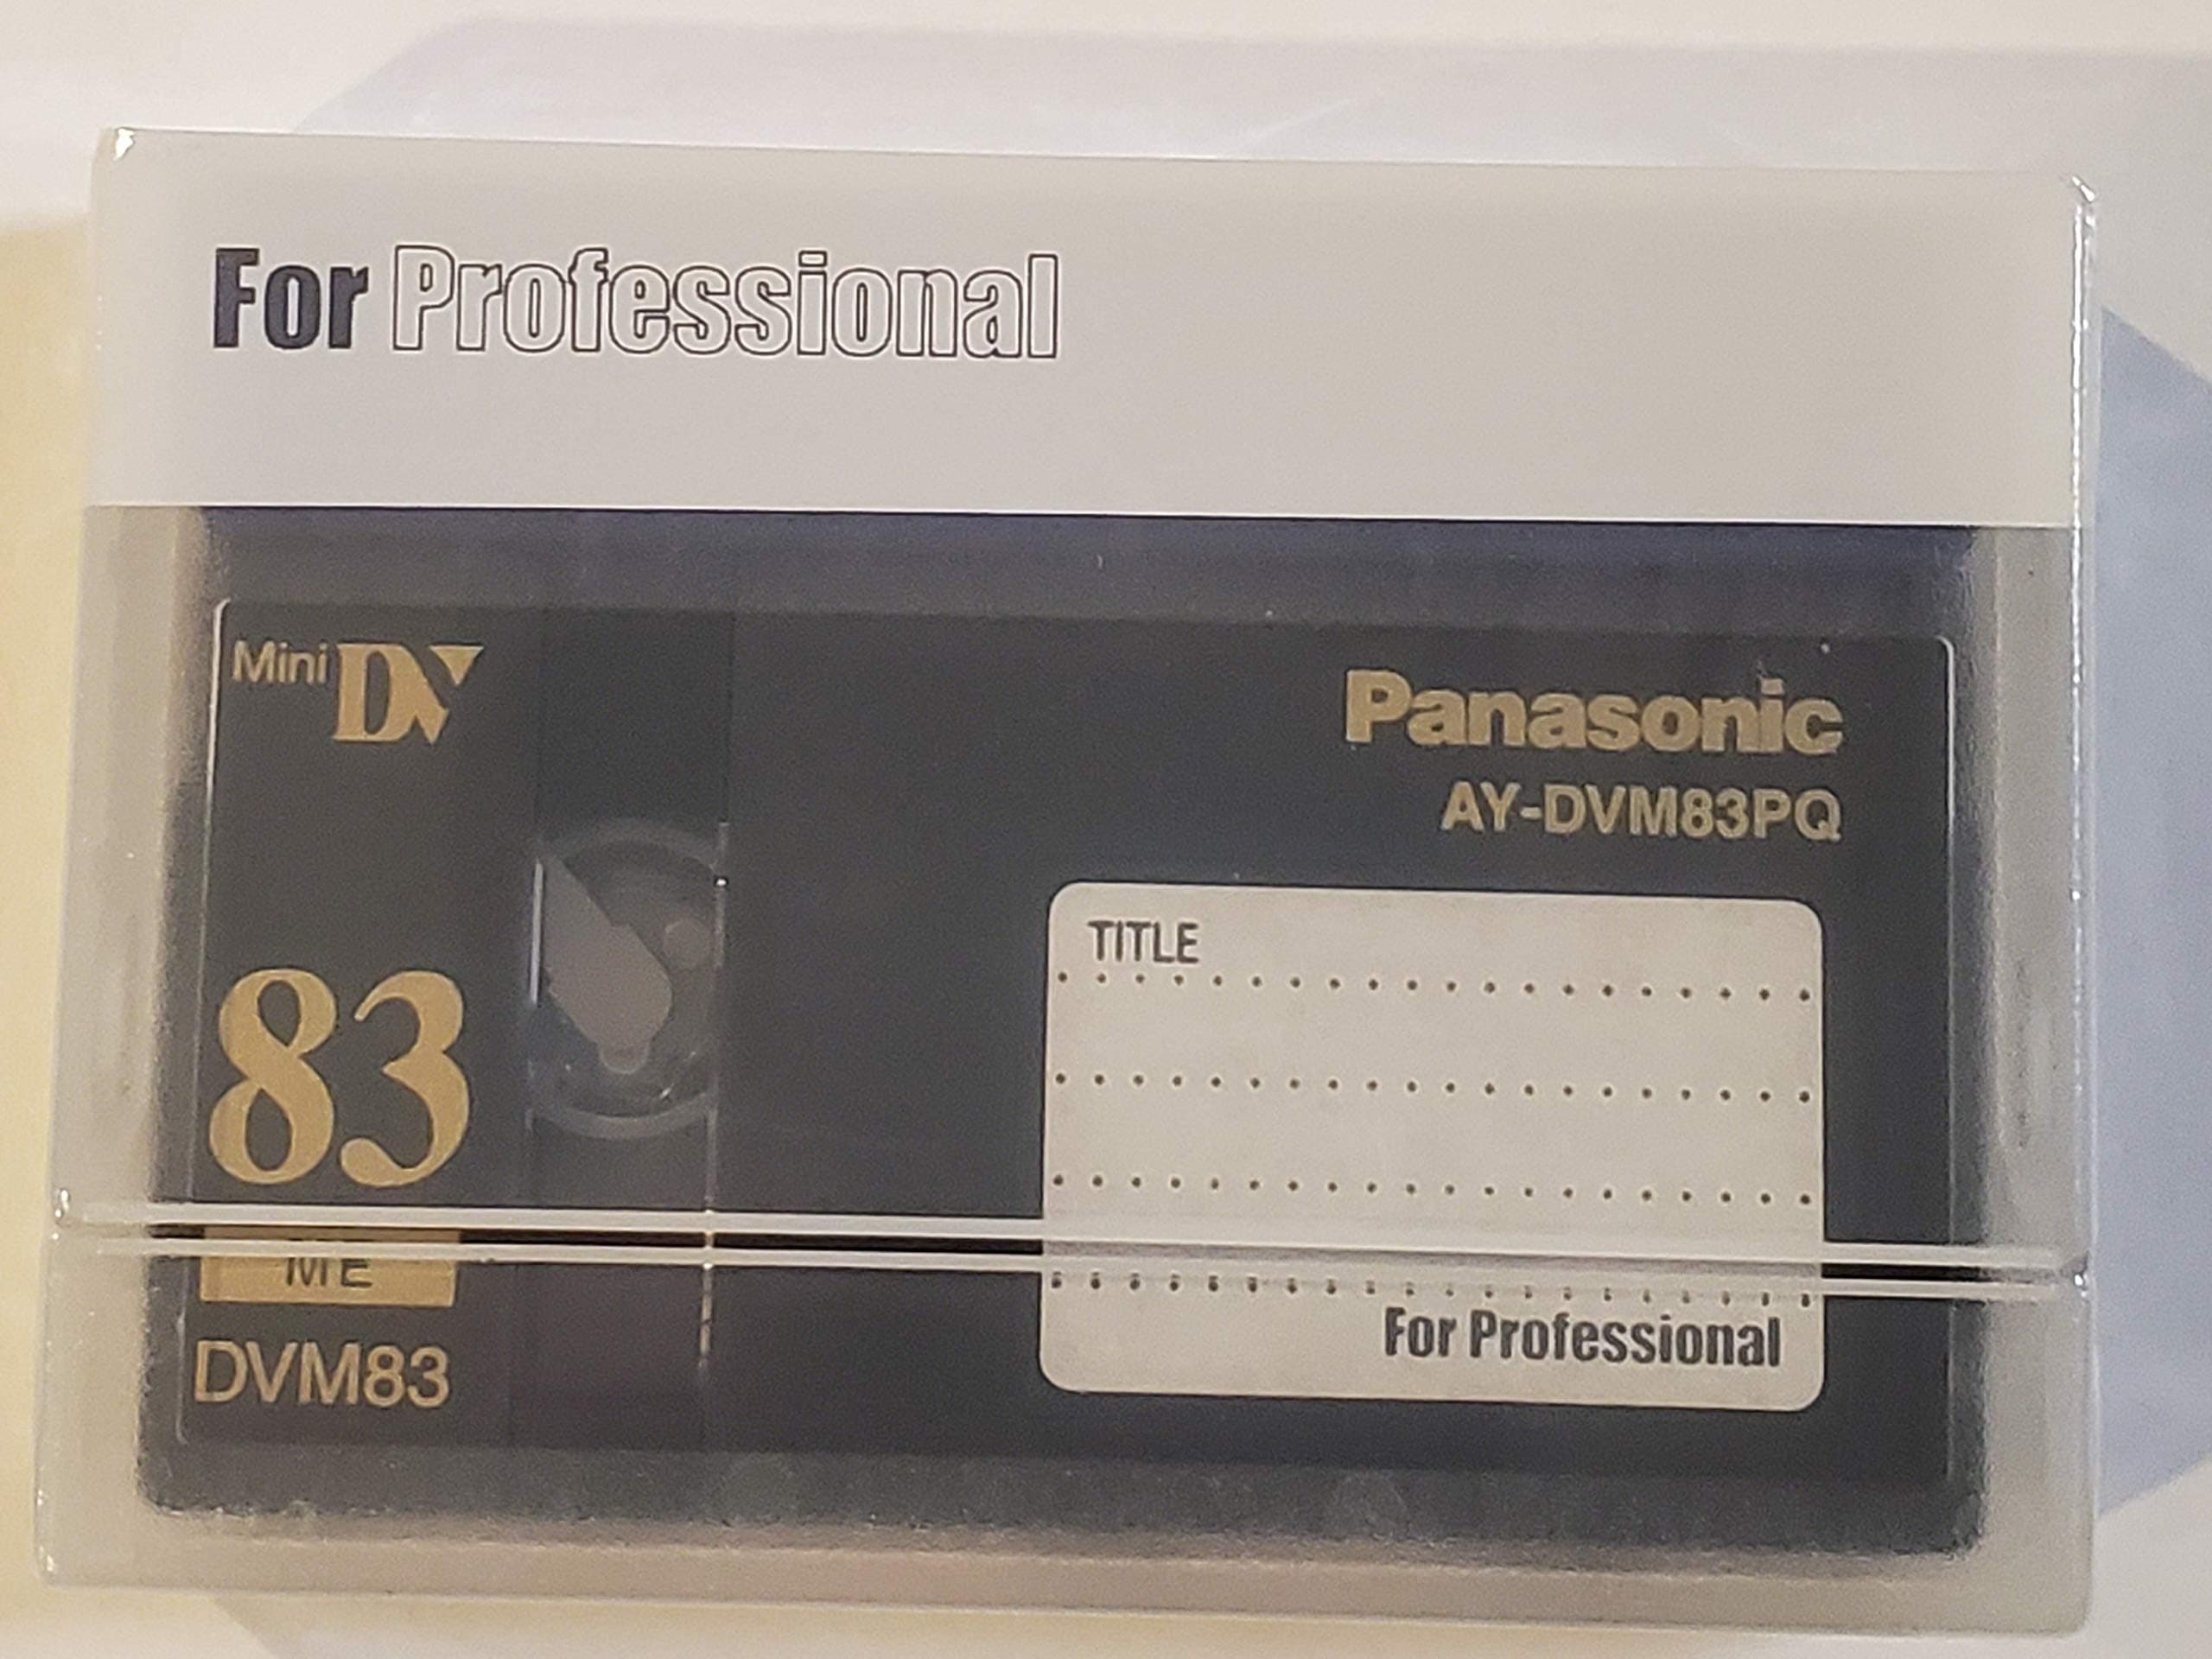 For Professional
Mini DV
Panasonic
AY-DVM83PQ
TITLE
83
ME
For Professional
DVM83